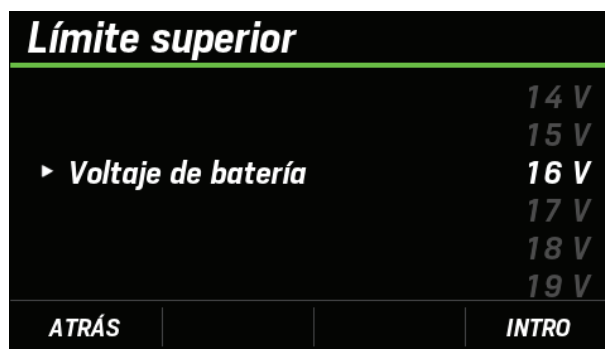 Límite superior
14 V
15 V
Voltaje de batería 16 V
17 V
18 V
19 V
ATRÁS INTRO